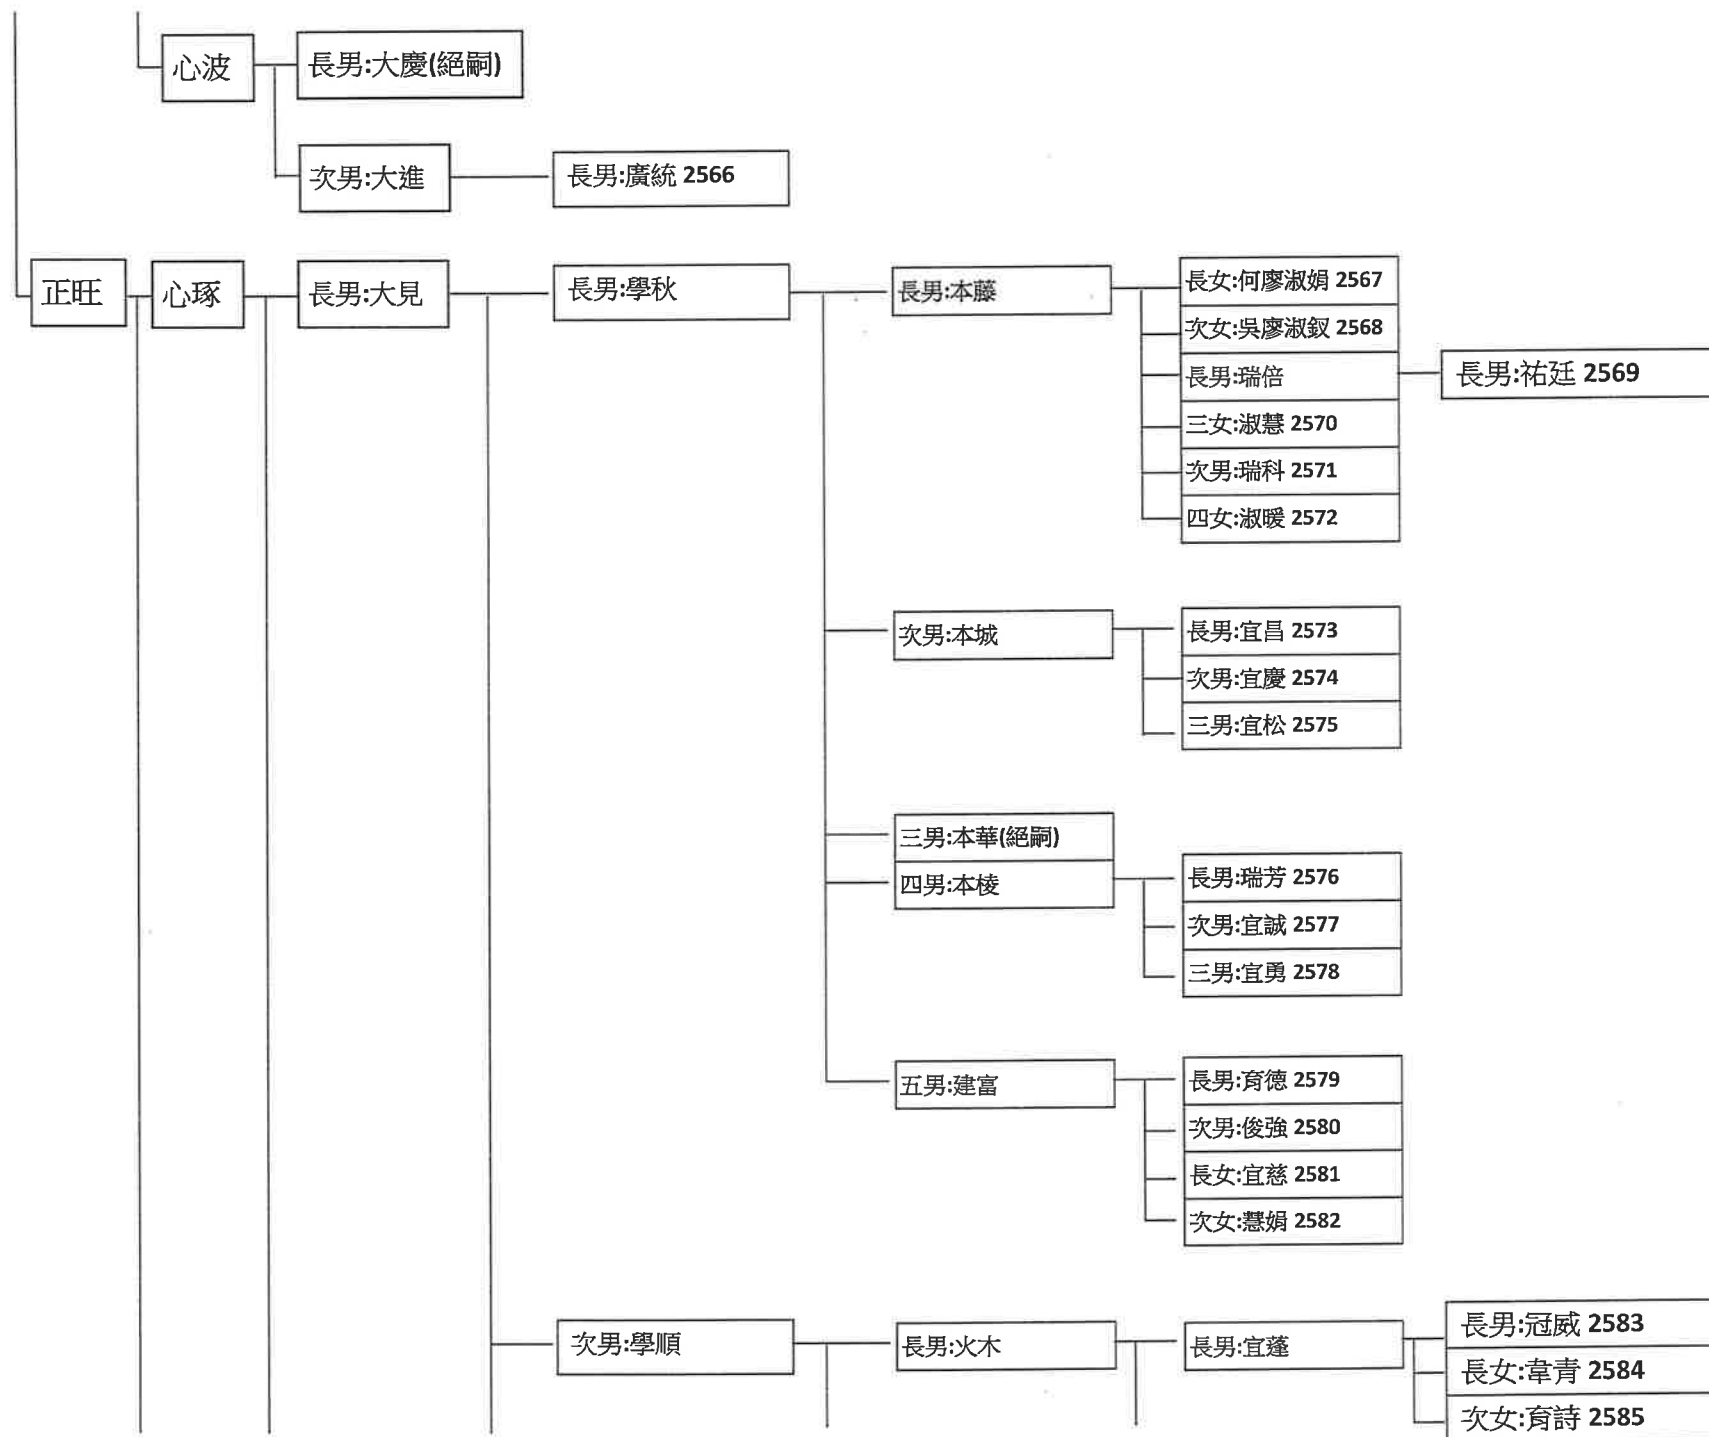 心波
長男:大慶(絕嗣)
次男:大進
長男:廣統 2566
正旺
心琢
長男:大見
長男:學秋
長男:本藤
長女:何廖淑娟 2567
次女:吳廖淑釵 2568
長男:瑞倍
長男:祐廷 2569
三女:淑慧 2570
次男:瑞科 2571
四女:淑暖 2572
次男:本城
長男:宜昌 2573
次男:宜慶 2574
三男:宜松 2575
三男:本華(絕嗣)
四男:本棱
長男:瑞芳 2576
次男:宜誠 2577
三男:宜勇 2578
五男:建富
長男:育德 2579
次男:俊強 2580
長女:宜慈 2581
次女:慧娟 2582
次男:學順
長男:火木
長男:宜蓬
長男:冠威 2583
長女:韋青 2584
次女:育詩 2585